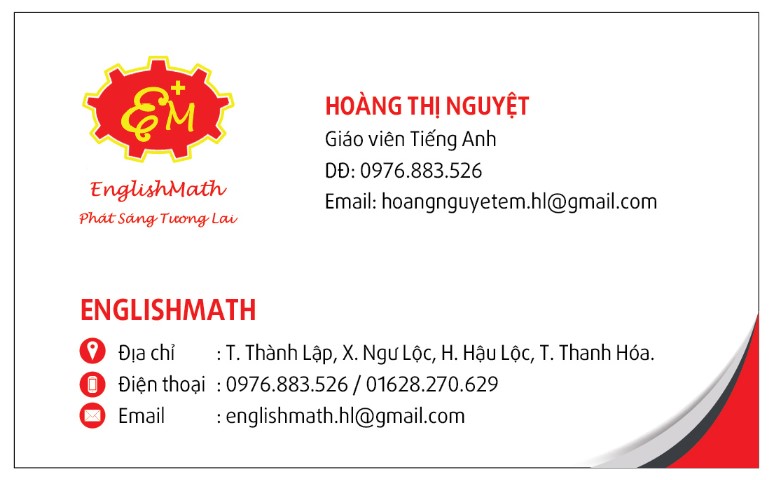 E+M
EnglishMath
Phát Sáng Tương Lai
HOÀNG THỊ NGUYỆT
Giáo viên Tiếng Anh
DĐ: 0976.883.526
Email: hoangnguyetem.hl@gmail.com
ENGLISHMATH
Địa chỉ : T. Thành Lập, X. Ngư Lộc, H. Hậu Lộc, T. Thanh Hóa.
Điện thoại : 0976.883.526 / 01628.270.629
Email : englishmath.hl@gmail.com